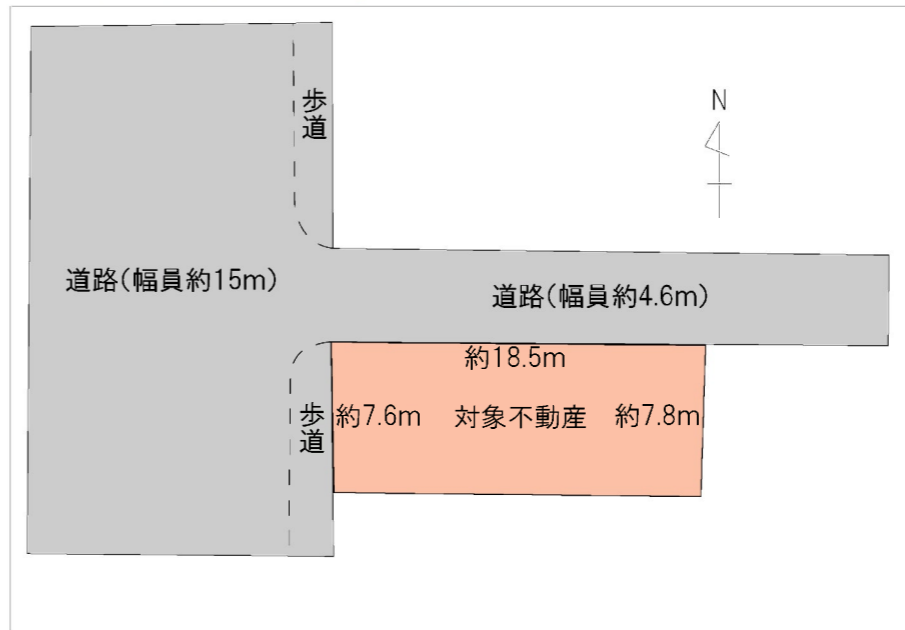 歩道
N
道路(幅員約15m)
道路(幅員約4.6m)
約18.5m
歩道
約7.6m
対象不動産
約7.8m